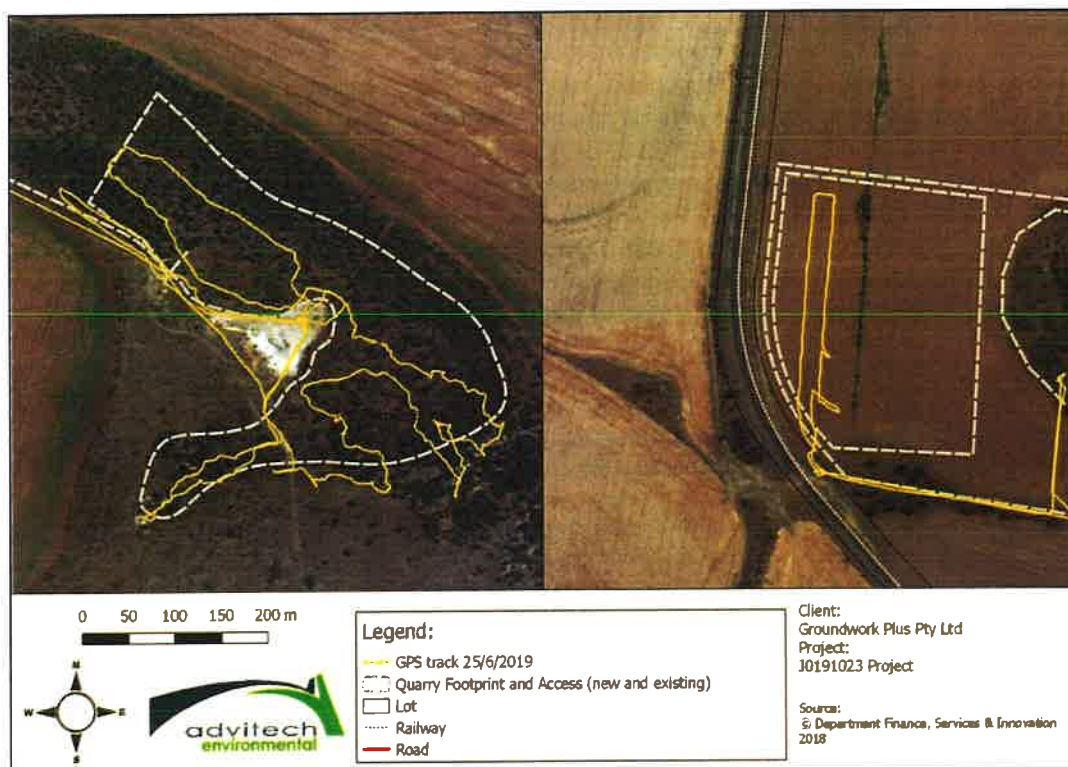 0 50 100 150 200 m
N
W E
S
advitech
environmental
Legend:
GPS track 25/6/2019
Quarry Footprint and Access (new and existing)
Lot
Railway
Road
Client:
Groundwork Plus Pty Ltd
Project:
J0191023 Project
Source:
© Department Finance, Services & Innovation
2018